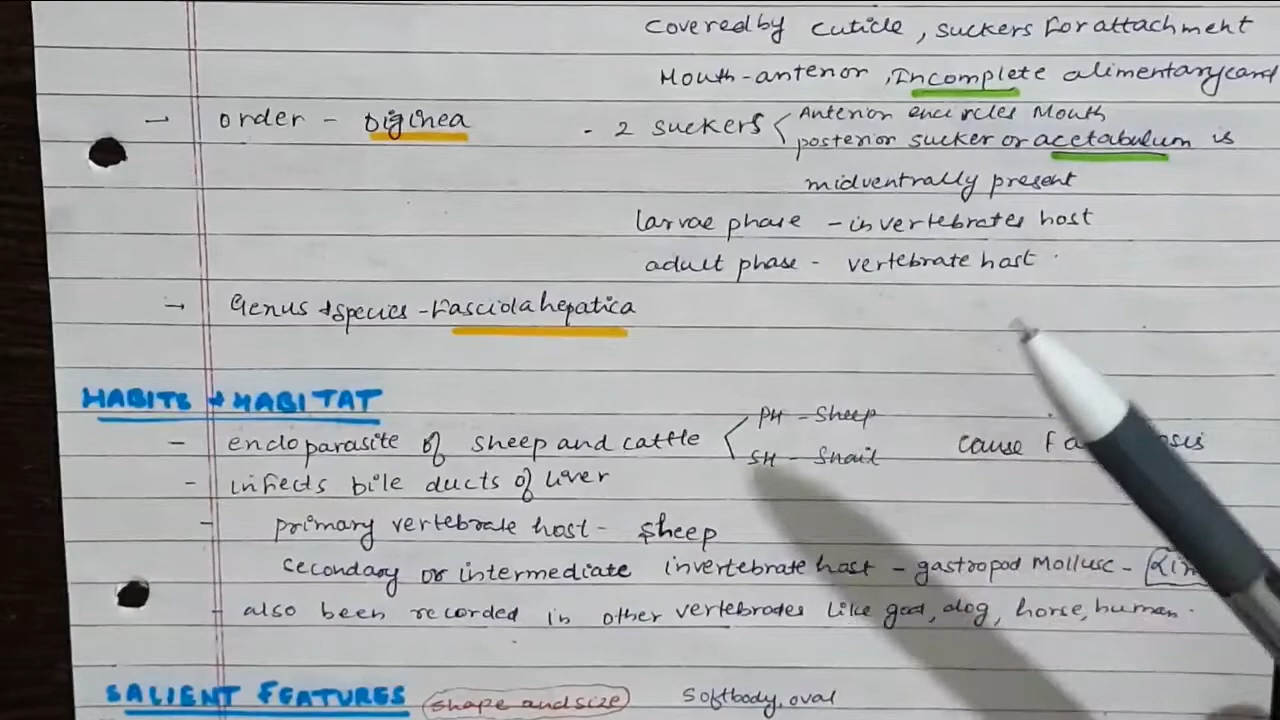 Covered by cuticle, suckers for attachment
Mouth-anterior, Incomplete alimentary canal
→ order - Diginea - 2 suckers Anterior encircles Mouth
posterior sucker or acetabulum is
midventrally present
larvae phase - invertebrates host
adult phase - vertebrate host
→ Genus & species - Fasciola hepatica
HABITS & HABITAT
- endoparasite of sheep and cattle PH - Sheep
SH - Snail cause
- infects bile ducts of liver
- primary vertebrate host - sheep
secondary or intermediate invertebrate host - gastropod Mollusc -
- also been recorded in other vertebrates like goat, dog, horse, human.
SALIENT FEATURES shape and size Softbody, oval